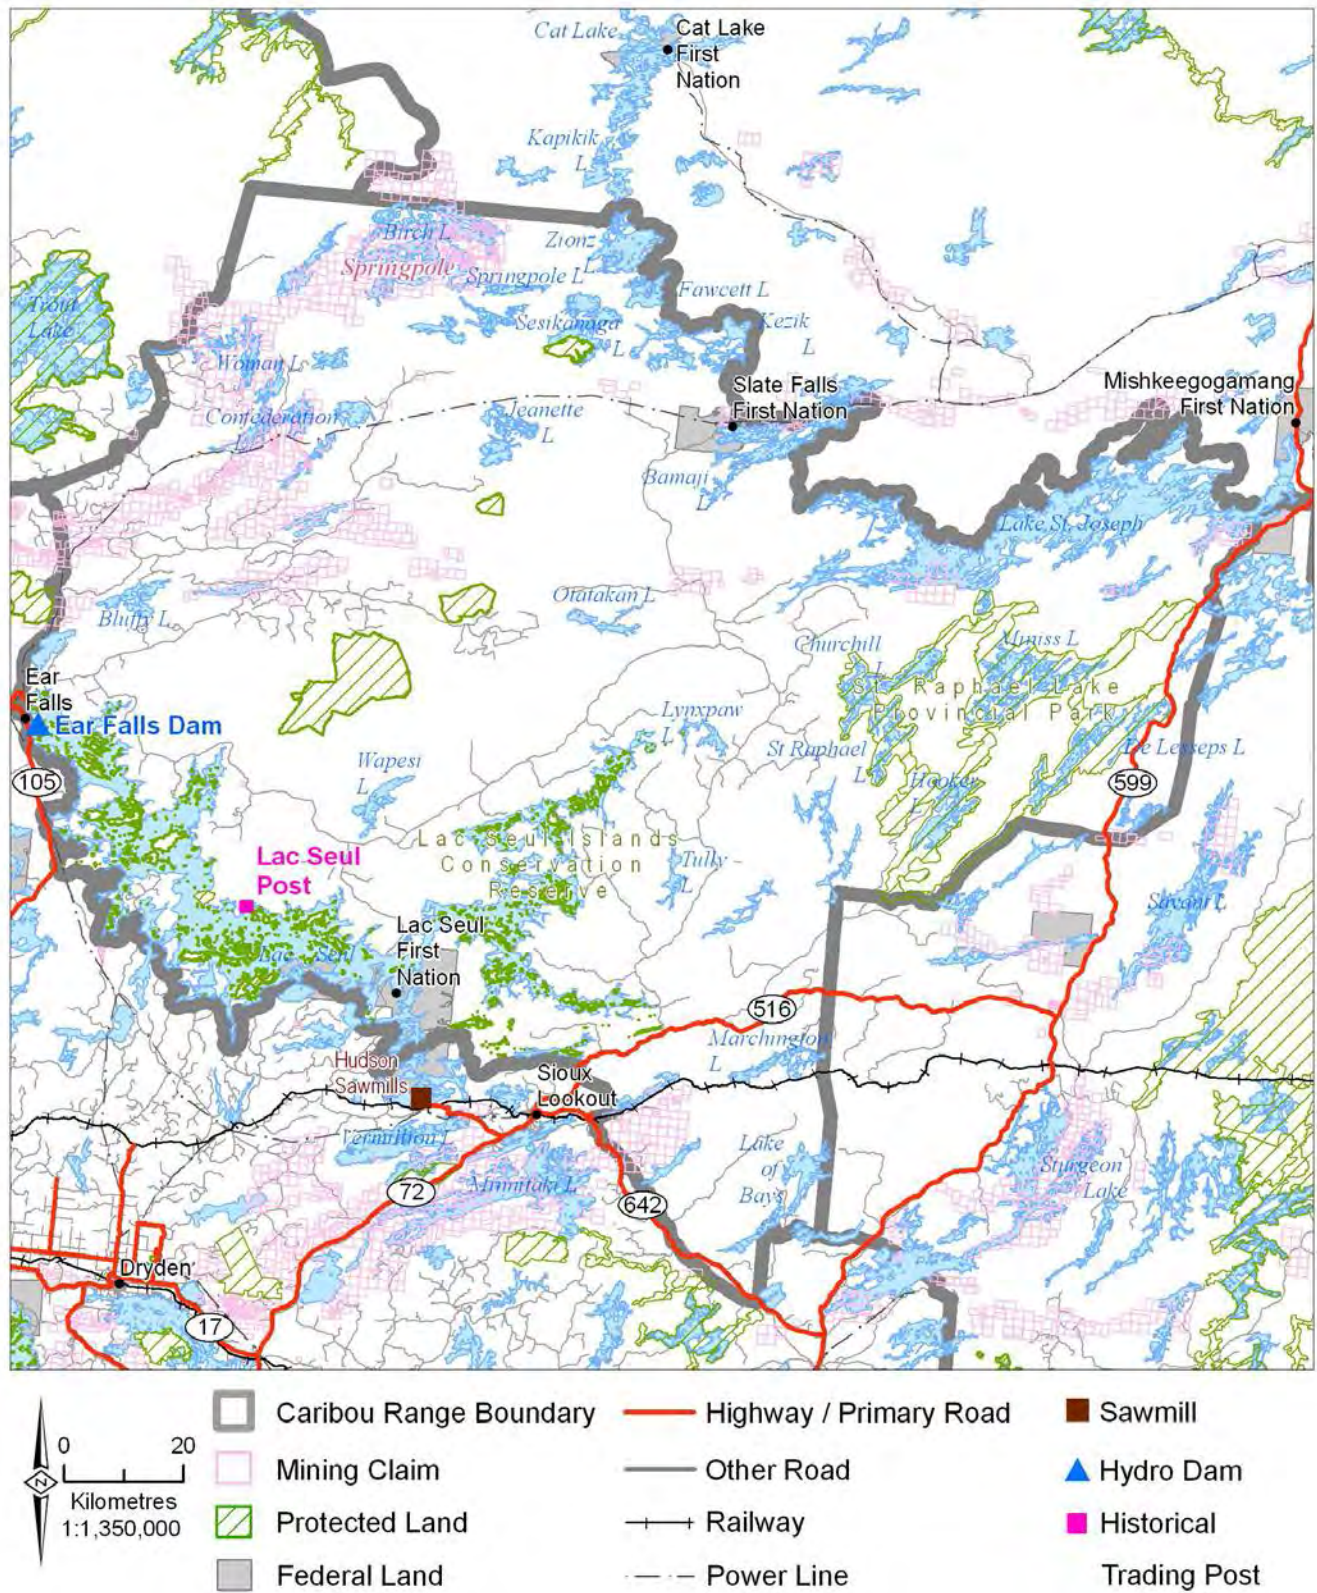 Cat Lake
Cat Lake
First
Nation
Kapikik
L
Birch L
Zionz
L
Springpole
Springpole L
Fawcett L
Trout
Lake
Sesikanaga
L
Kezik
L
Woman L
Slate Falls
First Nation
Mishkeegogamang
First Nation
Confederation
L
Jeanette
L
Bamaji
L
Lake St. Joseph
Otatakan L
Bluffy L
Churchill
L
Miniss L
Ear
Falls
Ear Falls Dam
St. Raphael Lake
Provincial Park
Lynxpaw
L
St Raphael
L
De Lesseps L
Wapesi
L
Hooker
L
105
599
Lac Seul Islands
Conservation
Reserve
Lac Seul
Post
Tully
L
Savant L
Lac Seul
First
Nation
Lac Seul
516
Marchington
L
Hudson
Sawmills
Sioux
Lookout
Vermilion L
Lake
of
Bays
Sturgeon
Lake
Minnitaki L
72
642
Dryden
17
N
0 20
Kilometres
1:1,350,000
Caribou Range Boundary
Mining Claim
Protected Land
Federal Land
Highway / Primary Road
Other Road
Railway
Power Line
Sawmill
Hydro Dam
Historical
Trading Post